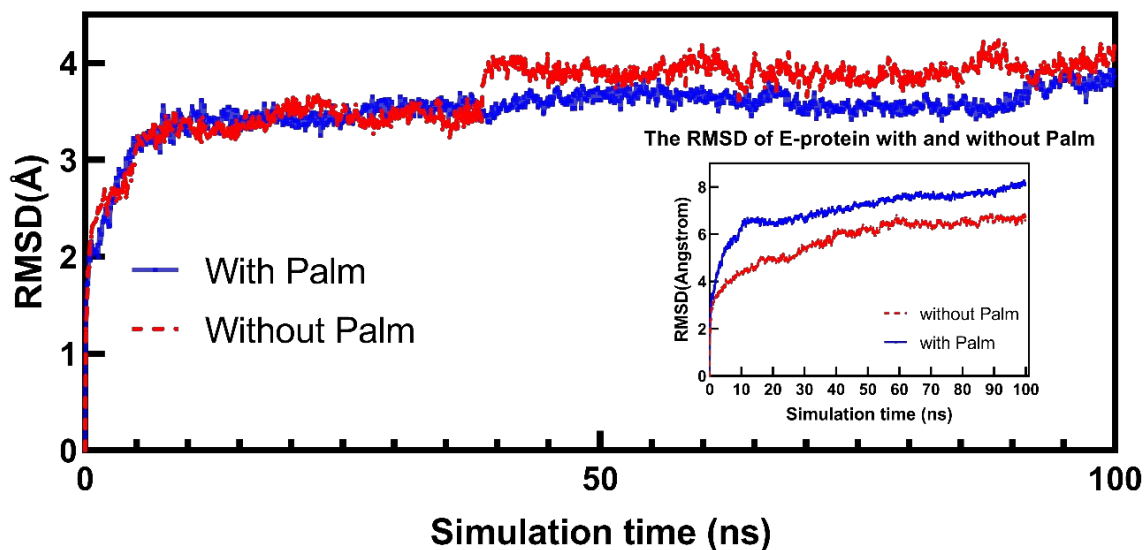 RMSD(Å)
4
3
2
1
0
0
50
100
Simulation time (ns)
With Palm
Without Palm
The RMSD of E-protein with and without Palm
RMSD(Angstrom)
8
6
4
2
0
0 10 20 30 40 50 60 70 80 90 100
Simulation time (ns)
without Palm
with Palm